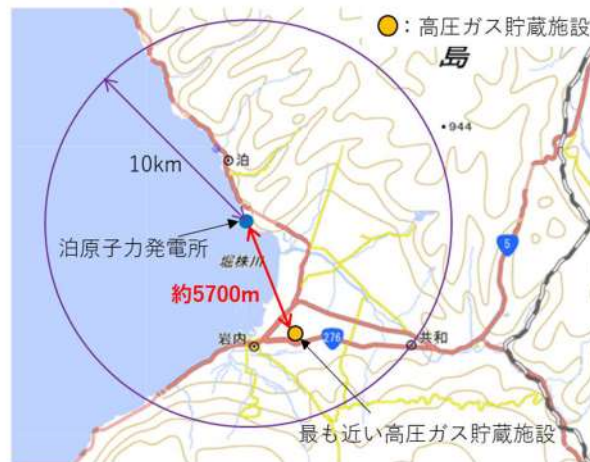 ：高圧ガス貯蔵施設
島
・944
10km
泊
泊原子力発電所
堀株川
5
約5700m
岩内
276
共和
最も近い高圧ガス貯蔵施設